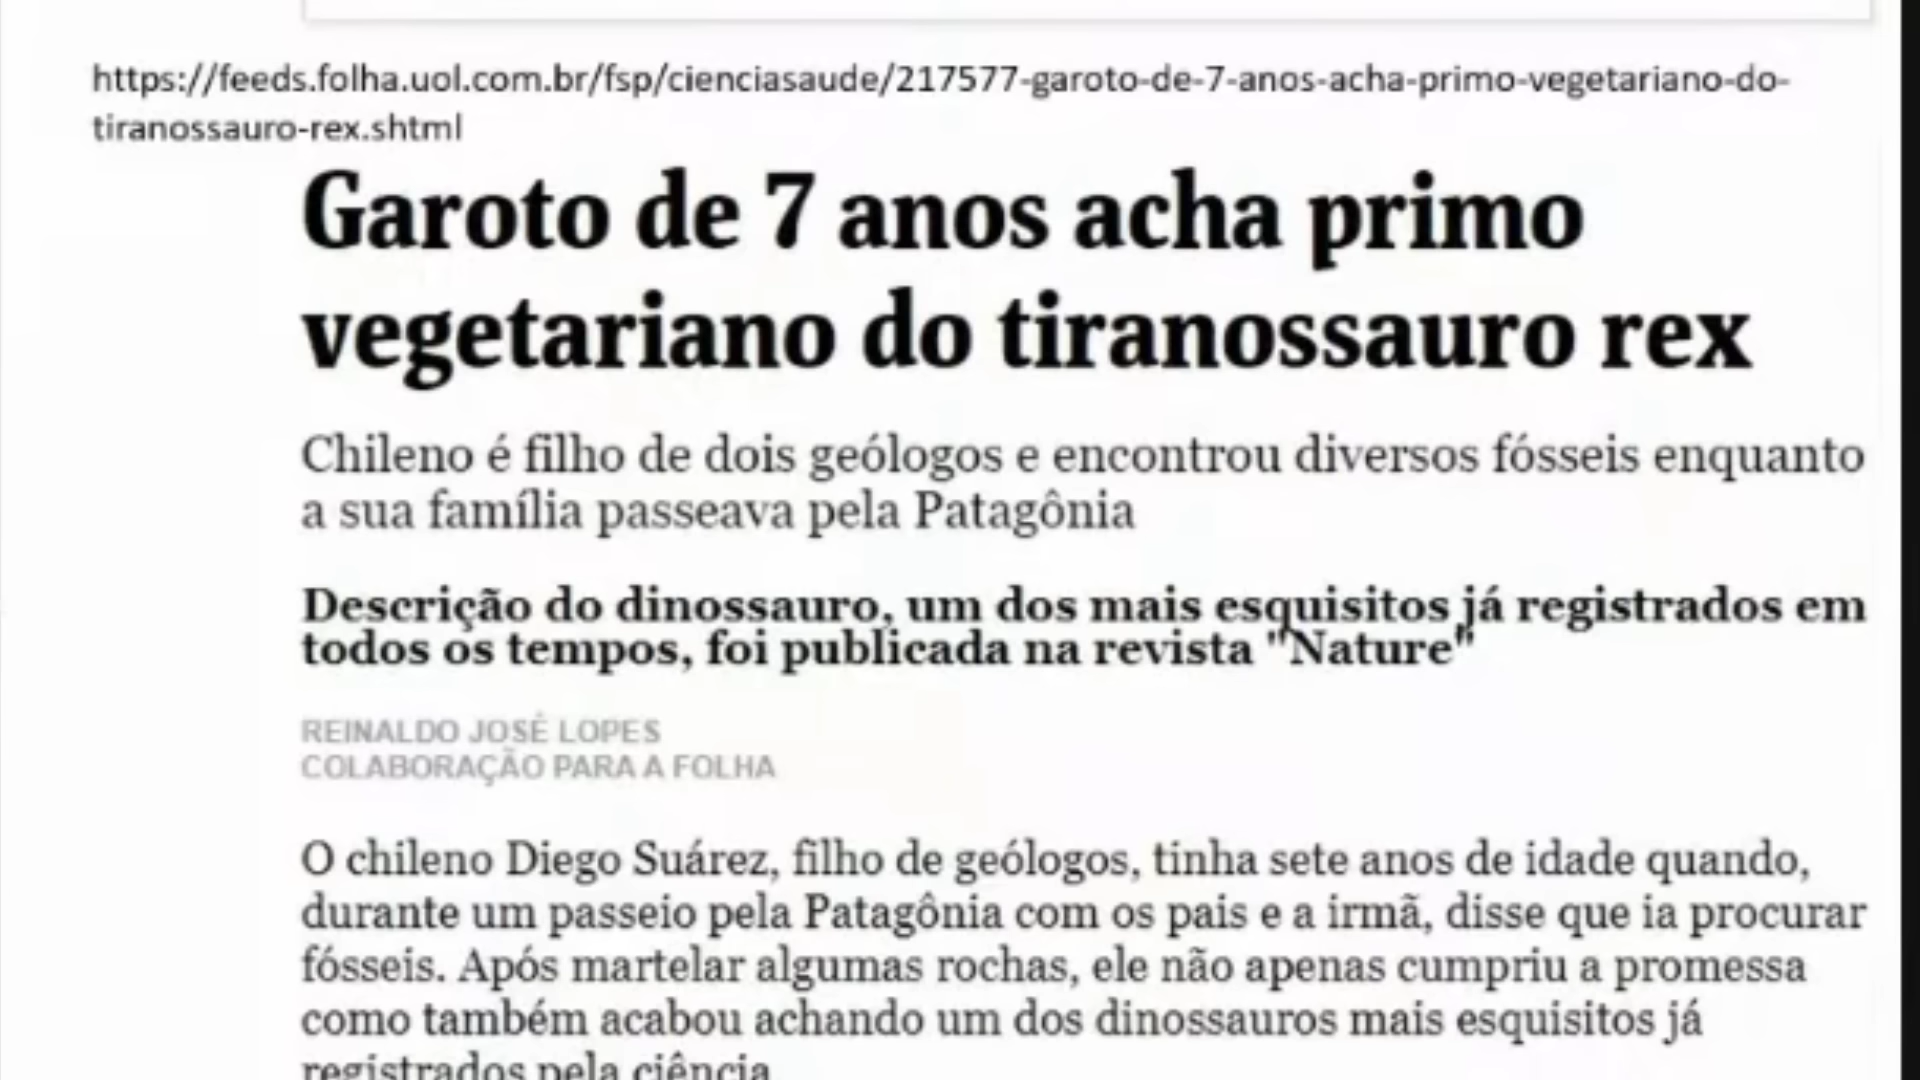 https://feeds.folha.uol.com.br/fsp/cienciasaude/217577-garoto-de-7-anos-acha-primo-vegetariano-do-
tiranossauro-rex.shtml
Garoto de 7 anos acha primo
vegetariano do tiranossauro rex
Chileno é filho de dois geólogos e encontrou diversos fósseis enquanto
a sua família passeava pela Patagônia
Descrição do dinossauro, um dos mais esquisitos já registrados em
todos os tempos, foi publicada na revista "Nature"
REINALDO JOSÉ LOPES
COLABORAÇÃO PARA A FOLHA
O chileno Diego Suárez, filho de geólogos, tinha sete anos de idade quando,
durante um passeio pela Patagônia com os pais e a irmã, disse que ia procurar
fósseis. Após martelar algumas rochas, ele não apenas cumpriu a promessa
como também acabou achando um dos dinossauros mais esquisitos já
registrados pela ciência.